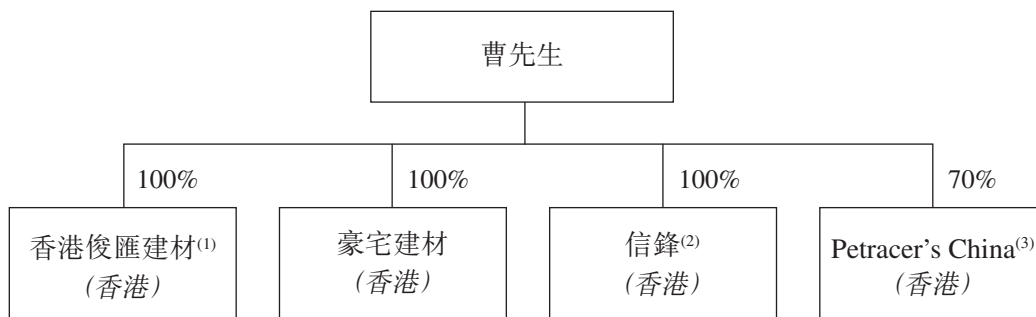 曹先生
100%
100%
100%
70%
香港俊匯建材(1)
(香港)
豪宅建材
(香港)
信鋒(2)
(香港)
Petracer's China(3)
(香港)